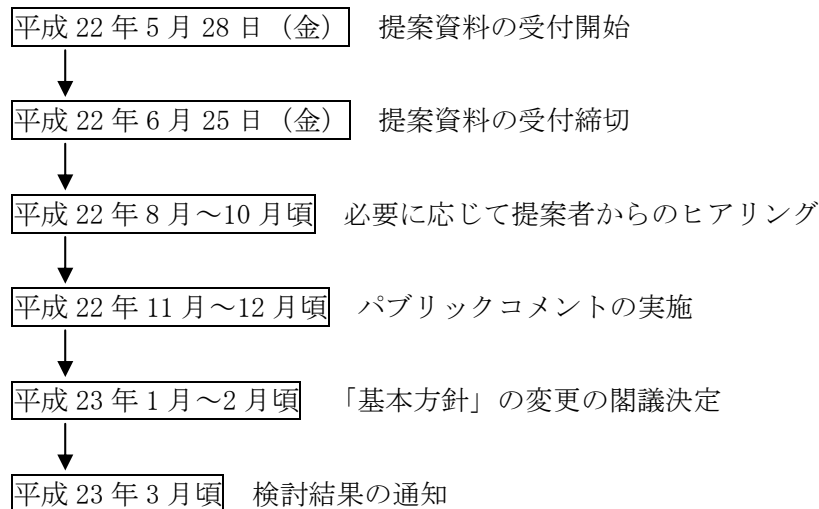 平成 22 年 5 月 28 日（金） 提案資料の受付開始
平成 22 年 6 月 25 日（金） 提案資料の受付締切
平成 22 年 8 月～10 月頃 必要に応じて提案者からのヒアリング
平成 22 年 11 月～12 月頃 パブリックコメントの実施
平成 23 年 1 月～2 月頃 「基本方針」の変更の閣議決定
平成 23 年 3 月頃 検討結果の通知